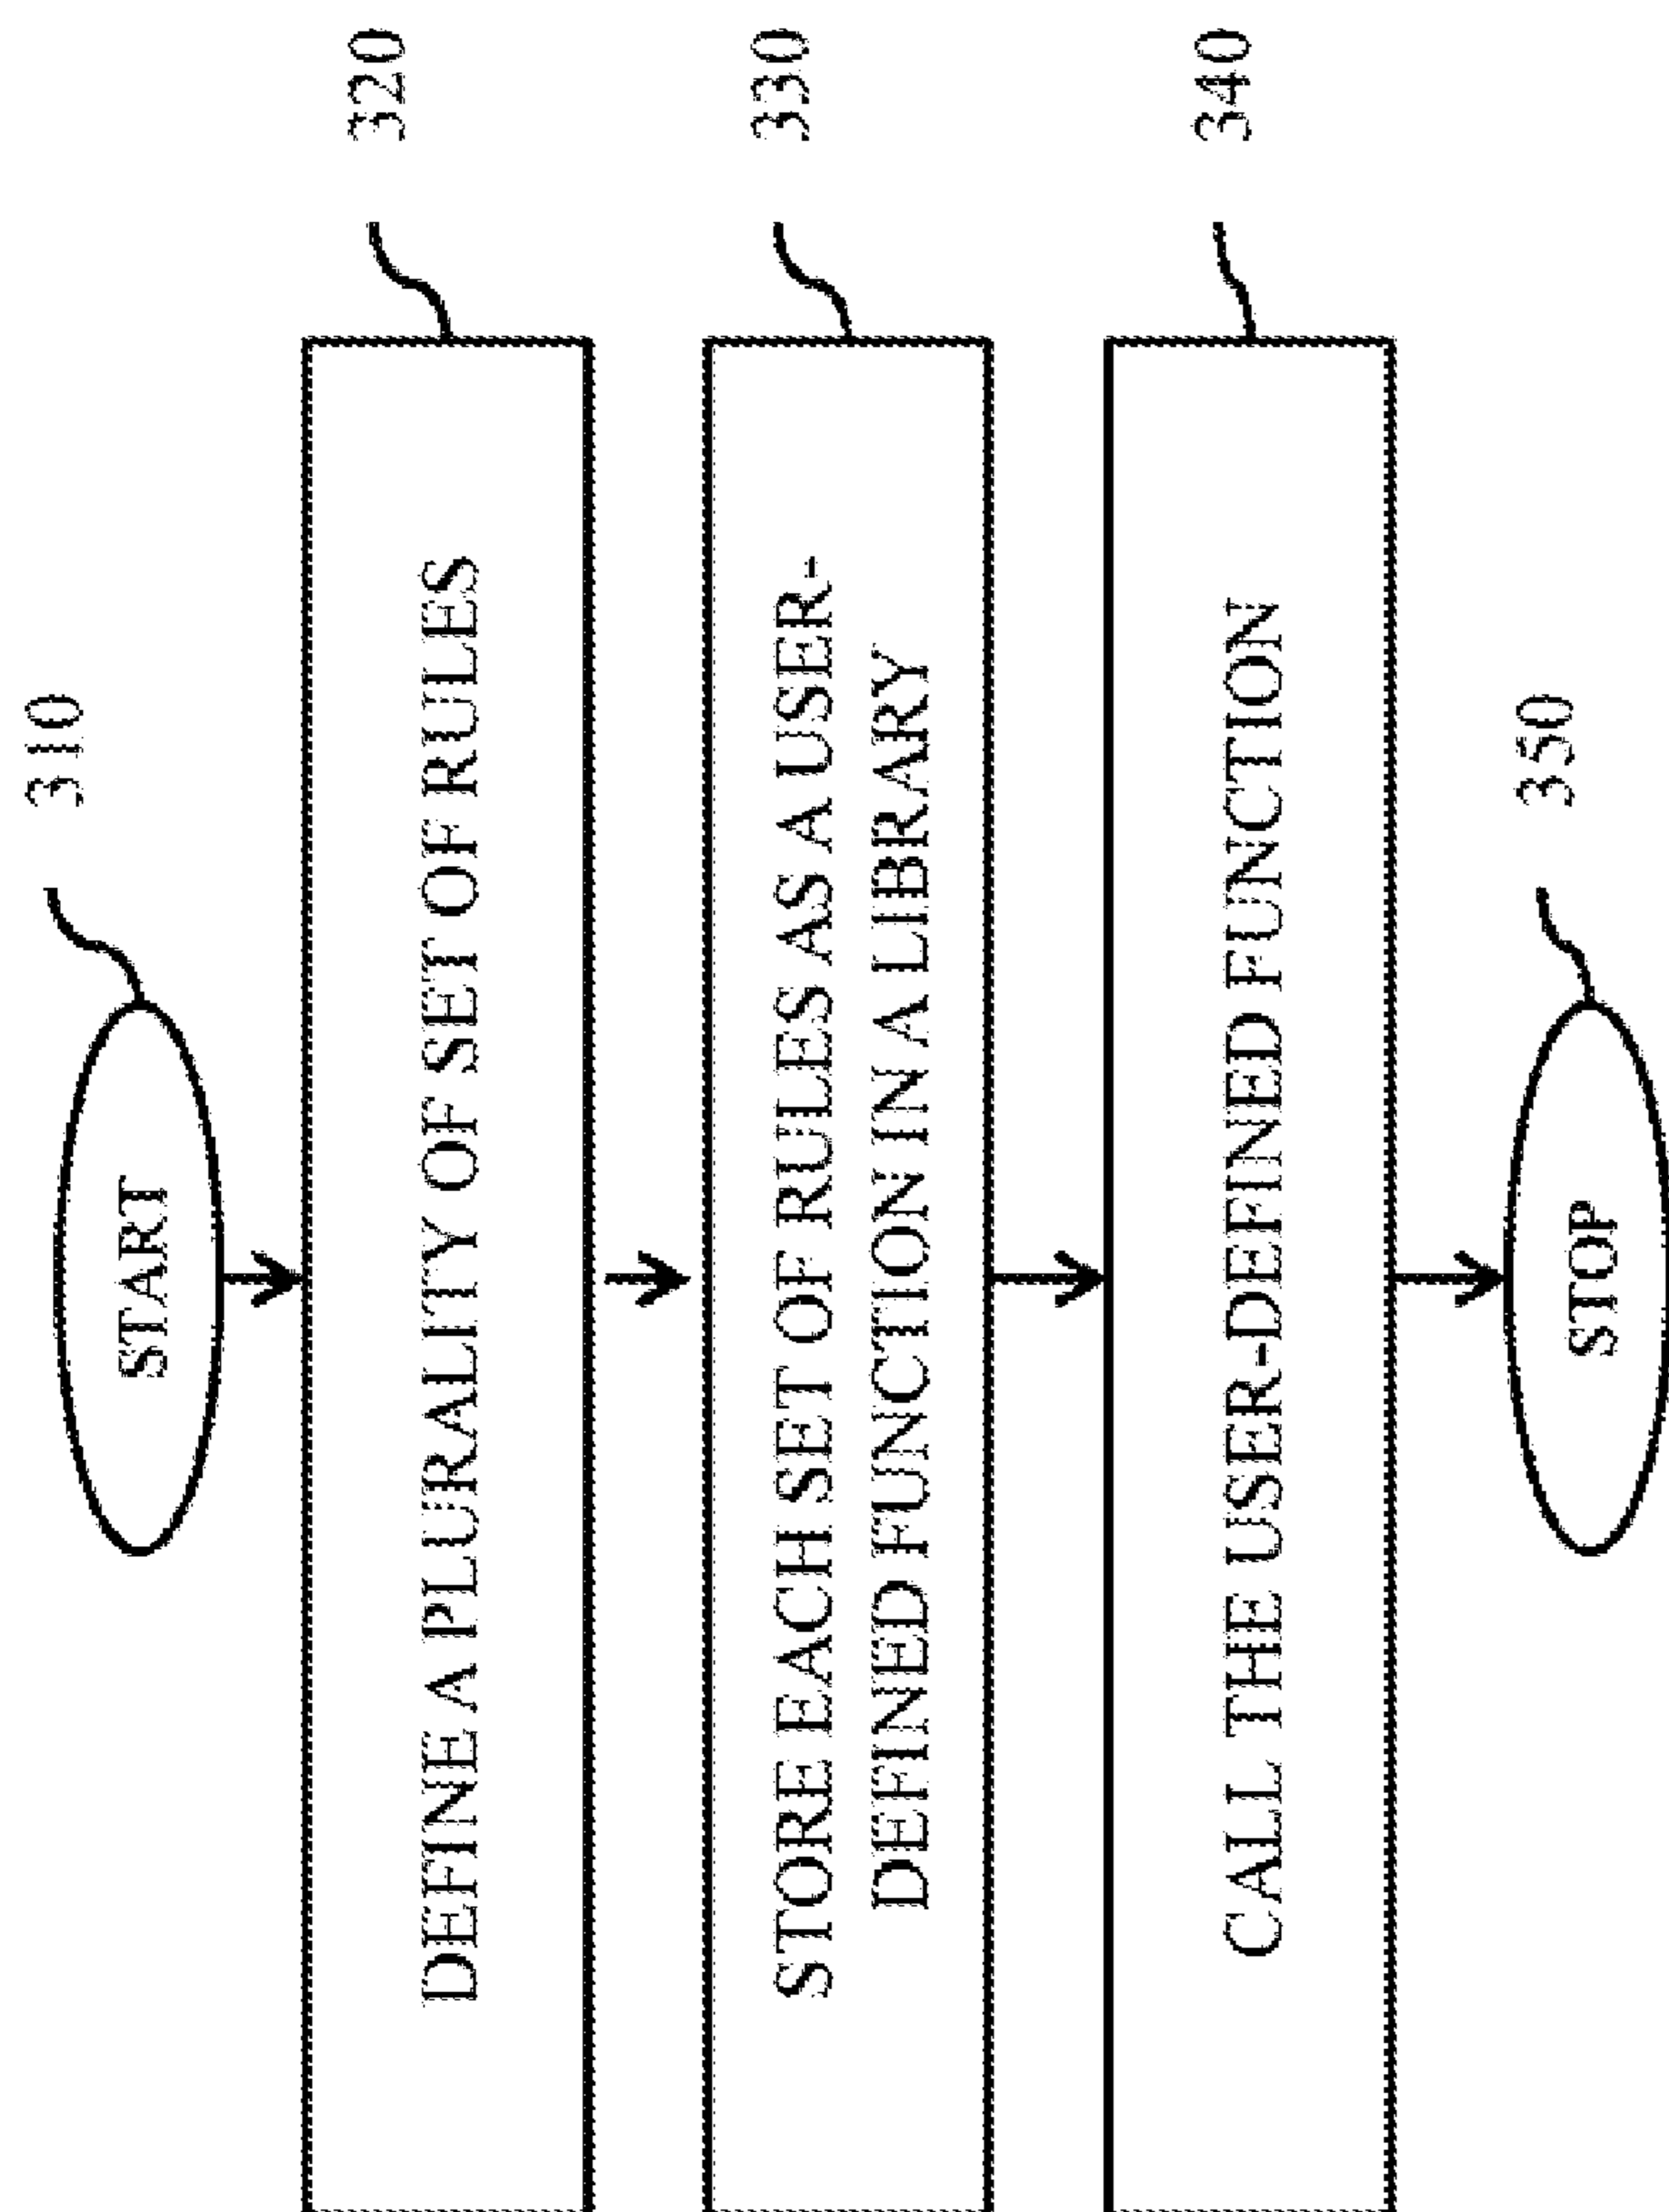 310
START
320
DEFINE A PLURALITY OF SET OF RULES
330
STORE EACH SET OF RULES AS A USER-
DEFINED FUNCTION IN A LIBRARY
340
CALL THE USER-DEFINED FUNCTION
350
STOP